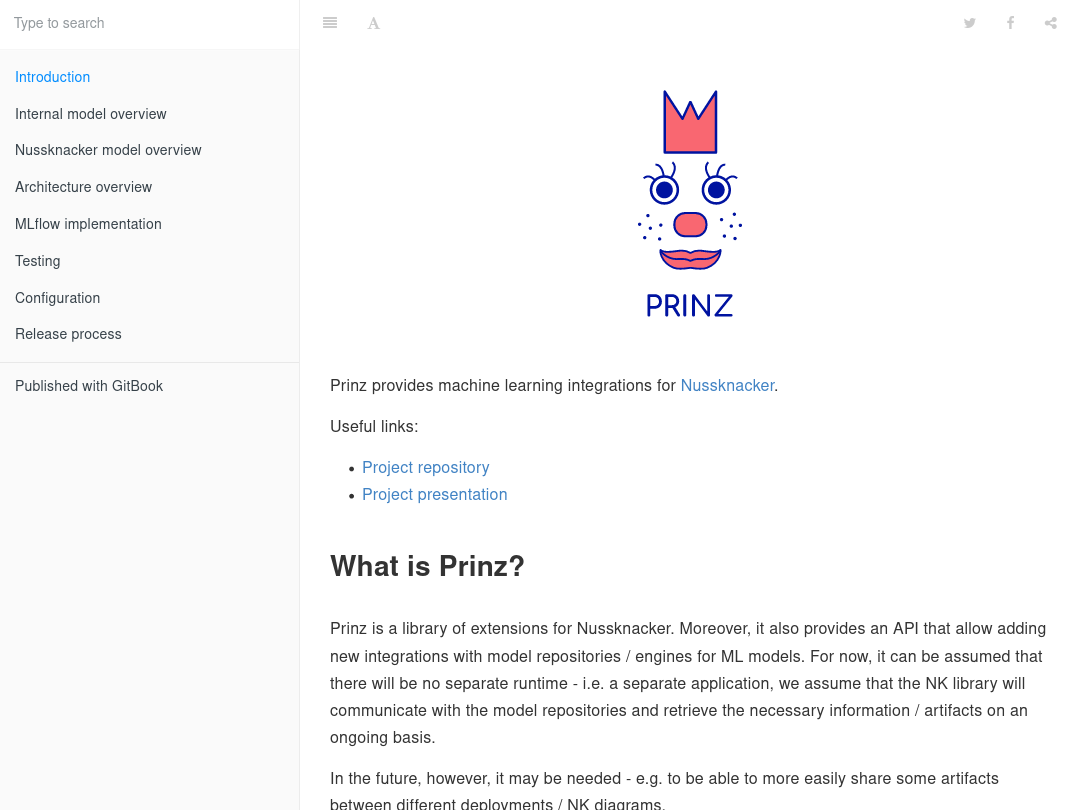 Type to search
Introduction
Internal model overview
Nussknacker model overview
Architecture overview
MLflow implementation
Testing
Configuration
Release process
Published with GitBook
A
PRINZ
Prinz provides machine learning integrations for Nussknacker.
Useful links:
• Project repository
• Project presentation
What is Prinz?
Prinz is a library of extensions for Nussknacker. Moreover, it also provides an API that allow adding
new integrations with model repositories / engines for ML models. For now, it can be assumed that
there will be no separate runtime - i.e. a separate application, we assume that the NK library will
communicate with the model repositories and retrieve the necessary information / artifacts on an
ongoing basis.
In the future, however, it may be needed - e.g. to be able to more easily share some artifacts
between different deployments / NK diagrams.